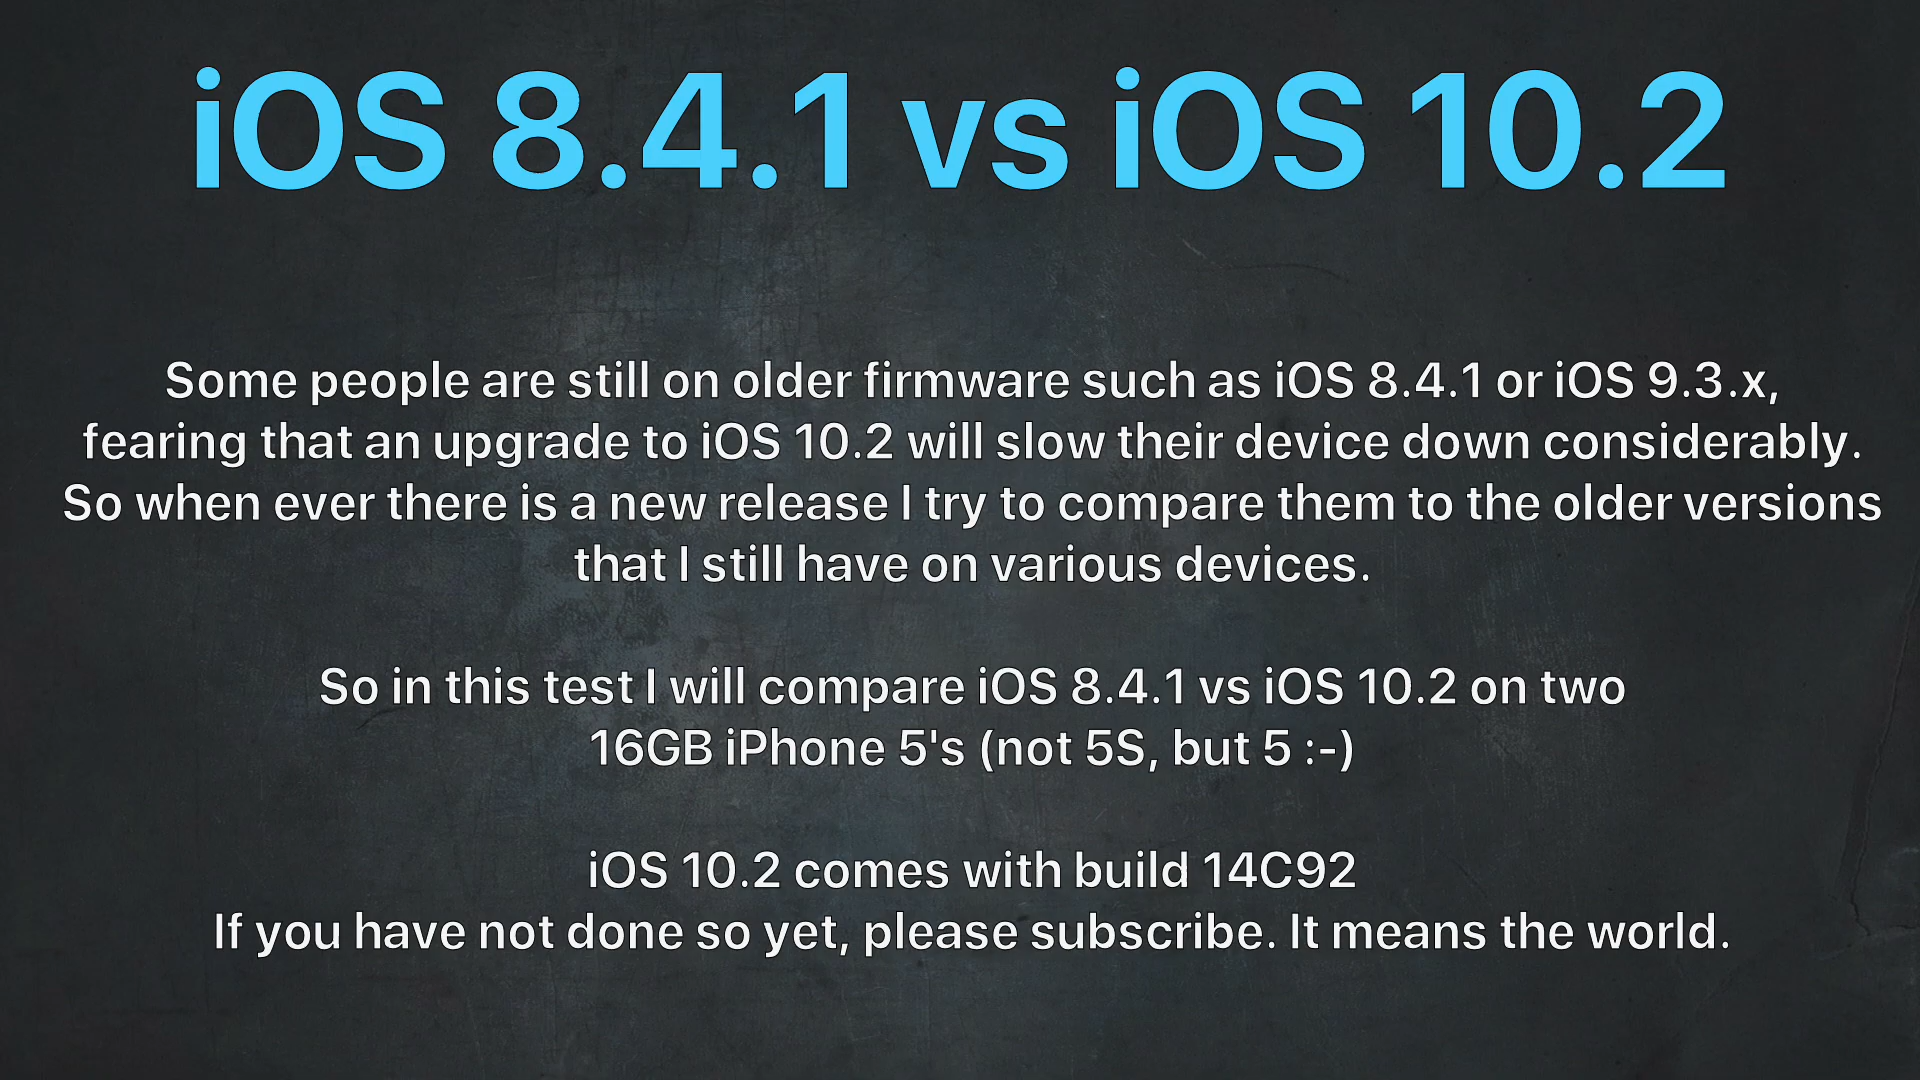 iOS 8.4.1 vs iOS 10.2
Some people are still on older firmware such as iOS 8.4.1 or iOS 9.3.x,
fearing that an upgrade to iOS 10.2 will slow their device down considerably.
So when ever there is a new release I try to compare them to the older versions
that I still have on various devices.
So in this test I will compare iOS 8.4.1 vs iOS 10.2 on two
16GB iPhone 5's (not 5S, but 5 :-)
iOS 10.2 comes with build 14C92
If you have not done so yet, please subscribe. It means the world.